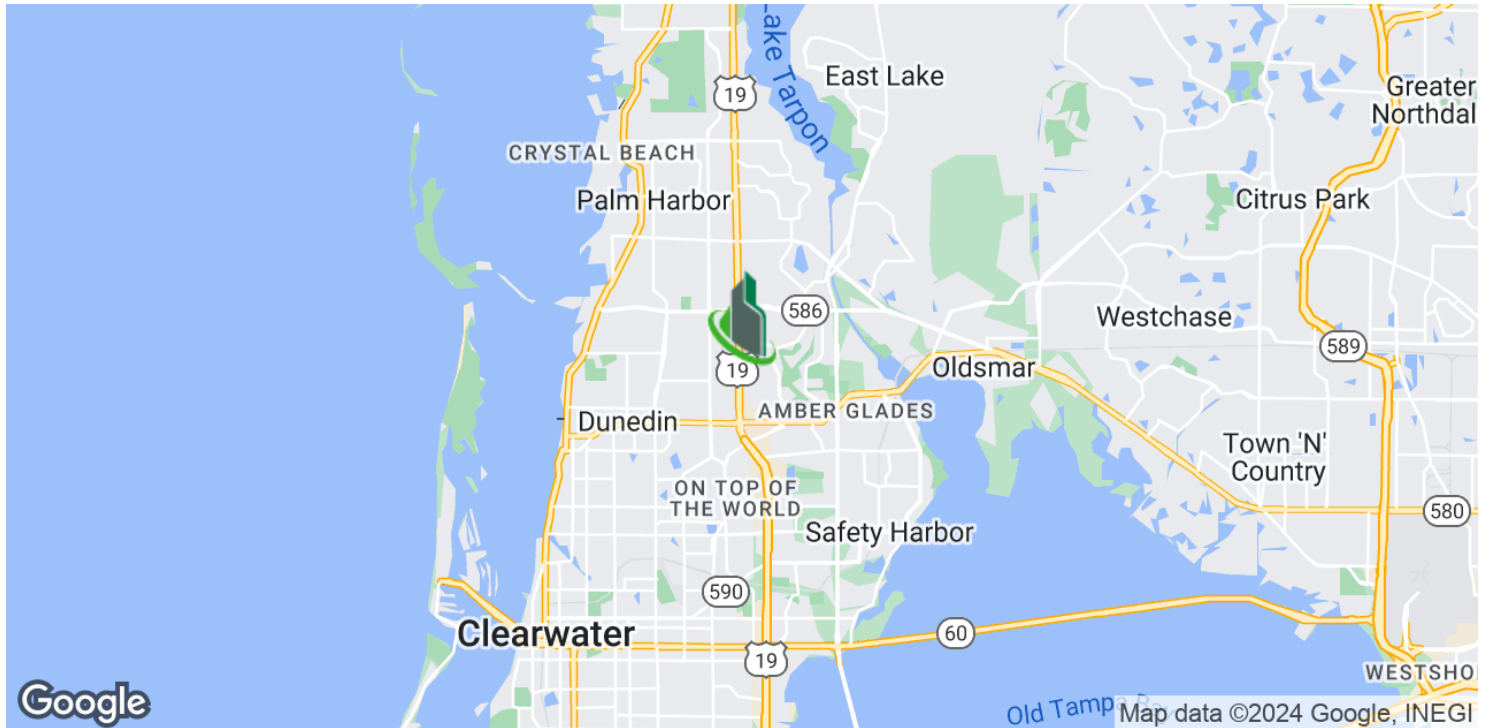 Lake Tarpon
East Lake
19
Greater
Northdal
CRYSTAL BEACH
Palm Harbor
Citrus Park
586
Westchase
589
19
Oldsmar
AMBER GLADES
Dunedin
Town 'N'
Country
ON TOP OF
THE WORLD
580
Safety Harbor
590
Clearwater
60
19
WESTSHO
Google
Old Tampa Bay
Map data ©2024 Google, INEGI